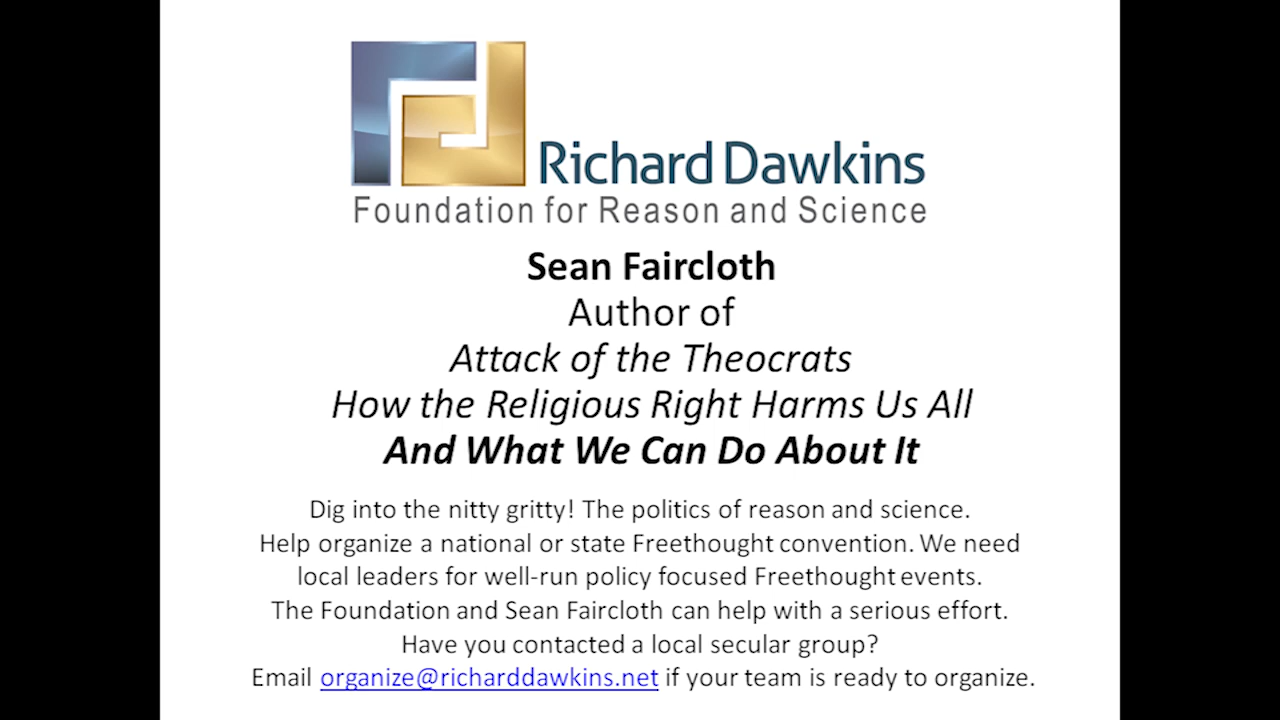 Richard Dawkins
Foundation for Reason and Science
Sean Faircloth
Author of
Attack of the Theocrats
How the Religious Right Harms Us All
And What We Can Do About It
Dig into the nitty gritty! The politics of reason and science.
Help organize a national or state Freethought convention. We need
local leaders for well-run policy focused Freethought events.
The Foundation and Sean Faircloth can help with a serious effort.
Have you contacted a local secular group?
Email organize@richarddawkins.net if your team is ready to organize.